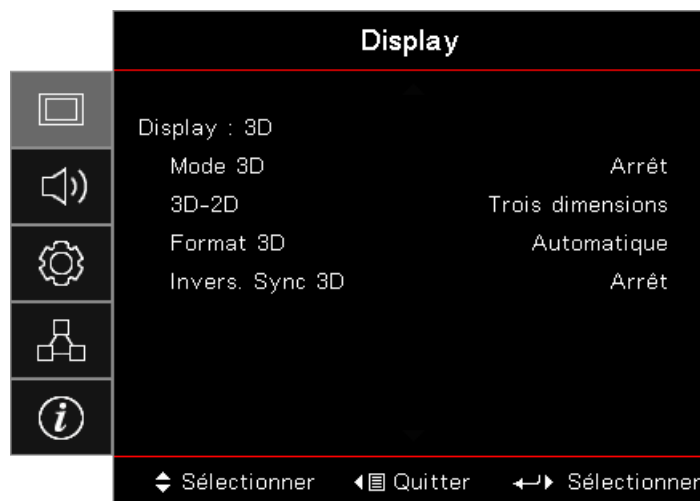 Display
Display : 3D
Mode 3D Arrêt
3D-2D Trois dimensions
Format 3D Automatique
Invers. Sync 3D Arrêt
Sélectionner Quitter Sélectionner